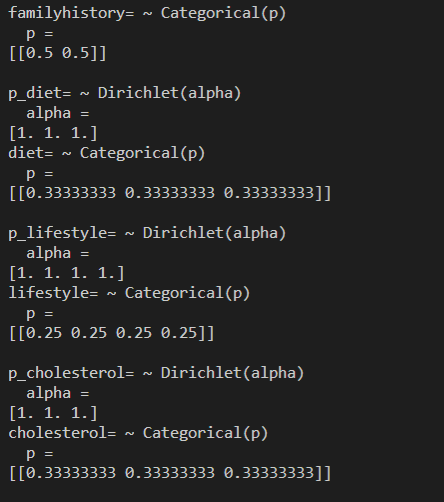 familyhistory= ~ Categorical(p)
p =
[[0.5 0.5]]
p_diet= ~ Dirichlet(alpha)
alpha =
[1. 1. 1.]
diet= ~ Categorical(p)
p =
[[0.33333333 0.33333333 0.33333333]]
p_lifestyle= ~ Dirichlet(alpha)
alpha =
[1. 1. 1. 1.]
lifestyle= ~ Categorical(p)
p =
[[0.25 0.25 0.25 0.25]]
p_cholesterol= ~ Dirichlet(alpha)
alpha =
[1. 1. 1.]
cholesterol= ~ Categorical(p)
p =
[[0.33333333 0.33333333 0.33333333]]